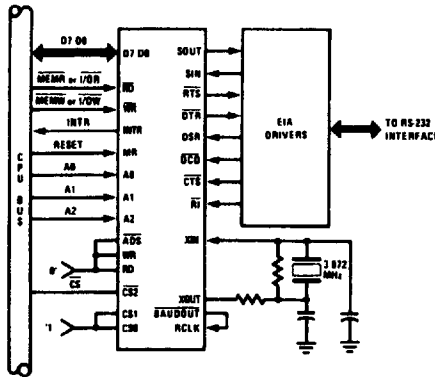 CPU BUS
D7 D0
MEMR or I/OR
MEMW or I/OW
INTR
RESET
A0
A1
A2
0'
CS
'1
D7 D0
RD
WR
INTR
MR
A0
A1
A2
ADS
WR
RD
CS2
CS1
CS0
SOUT
SIN
RTS
DTR
DSR
DCD
CTS
RI
XIN
XOUT
BAUDOUT
RCLK
EIA
DRIVERS
TO RS-232
INTERFACE
3 072
MHz